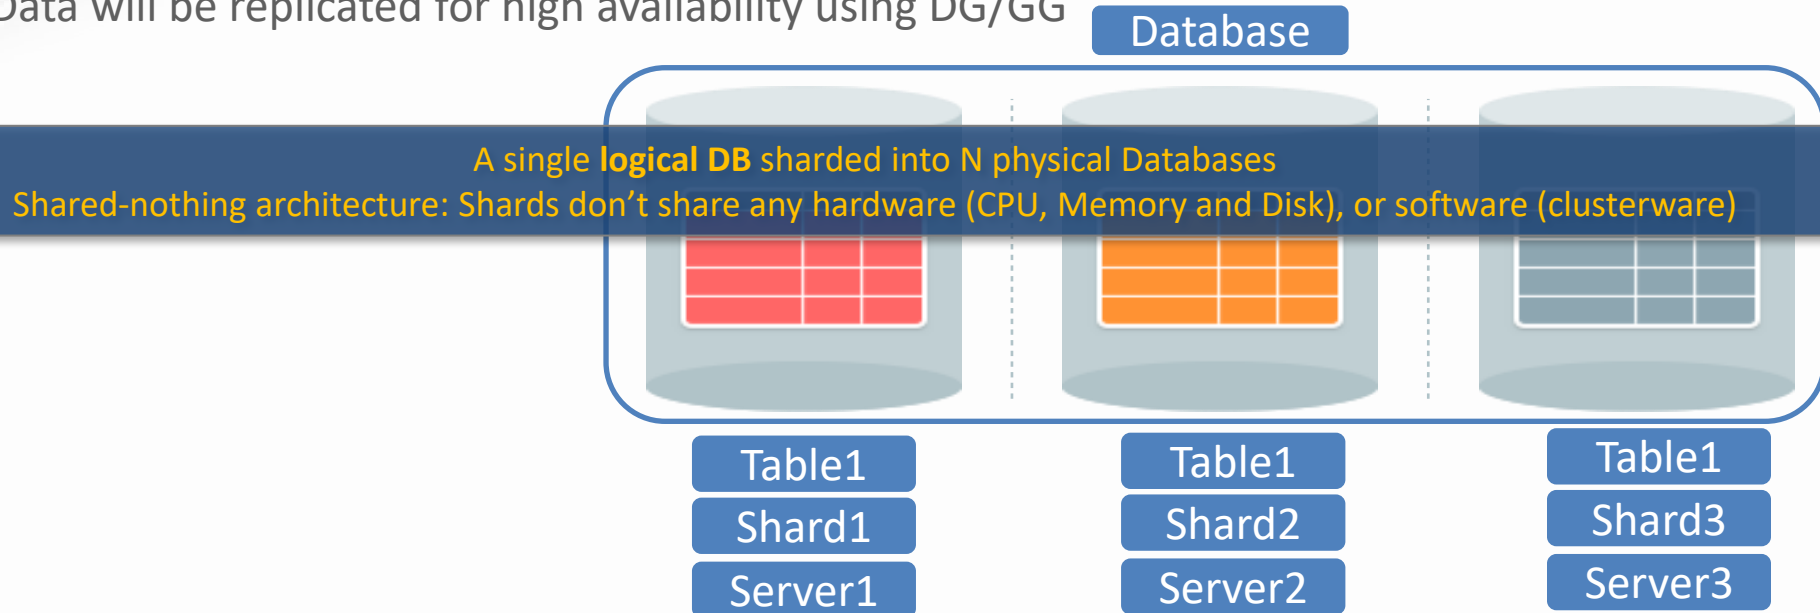 Data will be replicated for high availability using DG/GG
Database
A single logical DB sharded into N physical Databases
Shared-nothing architecture: Shards don’t share any hardware (CPU, Memory and Disk), or software (clusterware)
Table1
Table1
Table1
Shard1
Shard2
Shard3
Server1
Server2
Server3